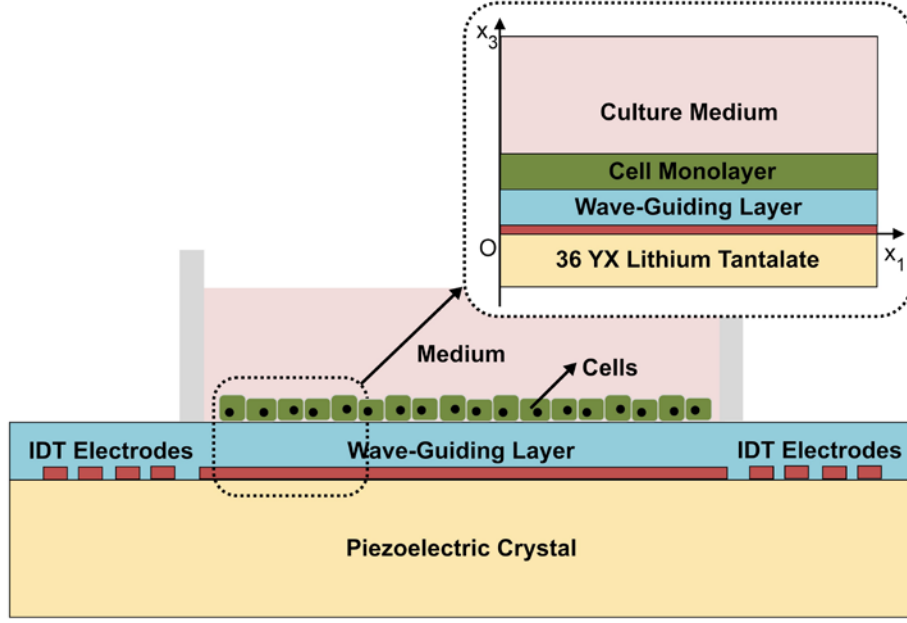 x3
Culture Medium
Cell Monolayer
Wave-Guiding Layer
O
36 YX Lithium Tantalate
x1
Medium
Cells
IDT Electrodes
Wave-Guiding Layer
IDT Electrodes
Piezoelectric Crystal